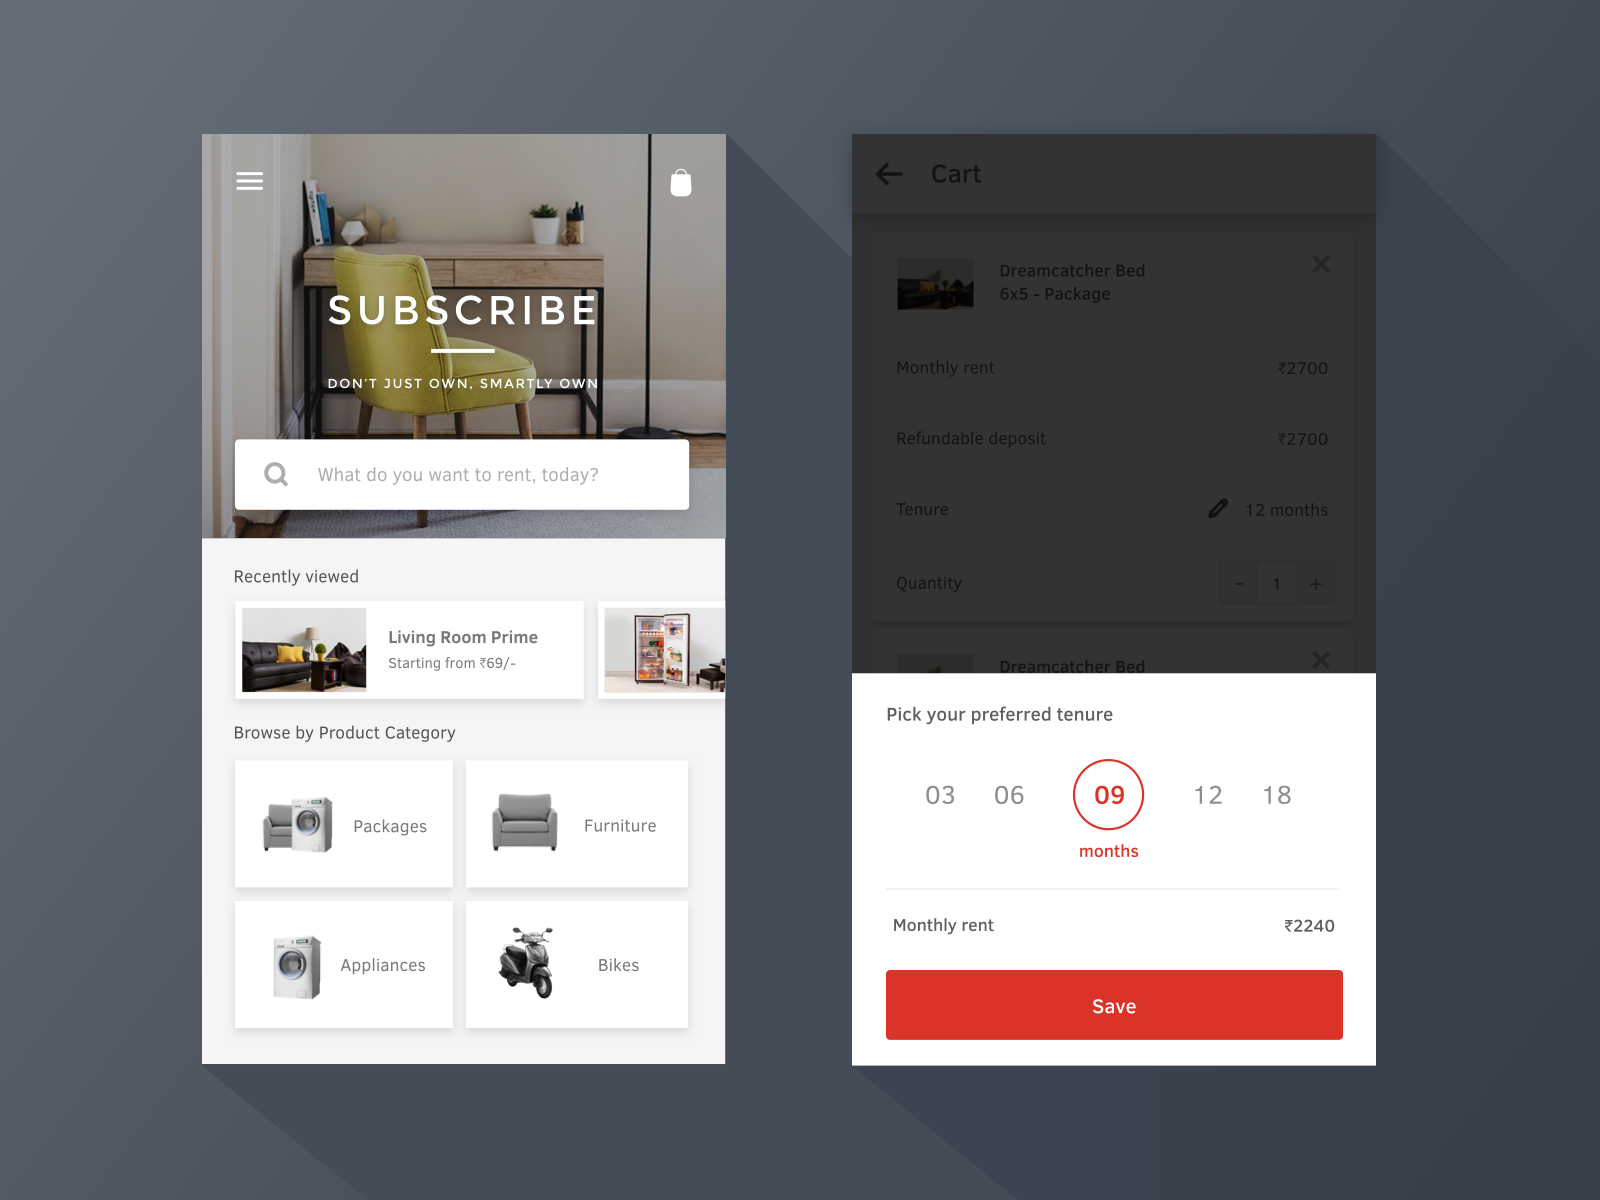 SUBSCRIBE
DON'T JUST OWN, SMARTLY OWN
What do you want to rent, today?
Recently viewed
Living Room Prime
Starting from ₹69/-
Browse by Product Category
Packages
Furniture
Appliances
Bikes
Cart
Dreamcatcher Bed
6x5 - Package
Monthly rent ₹2700
Refundable deposit ₹2700
Tenure 12 months
Quantity - 1 +
Dreamcatcher Bed
Pick your preferred tenure
03 06 09 12 18
months
Monthly rent ₹2240
Save